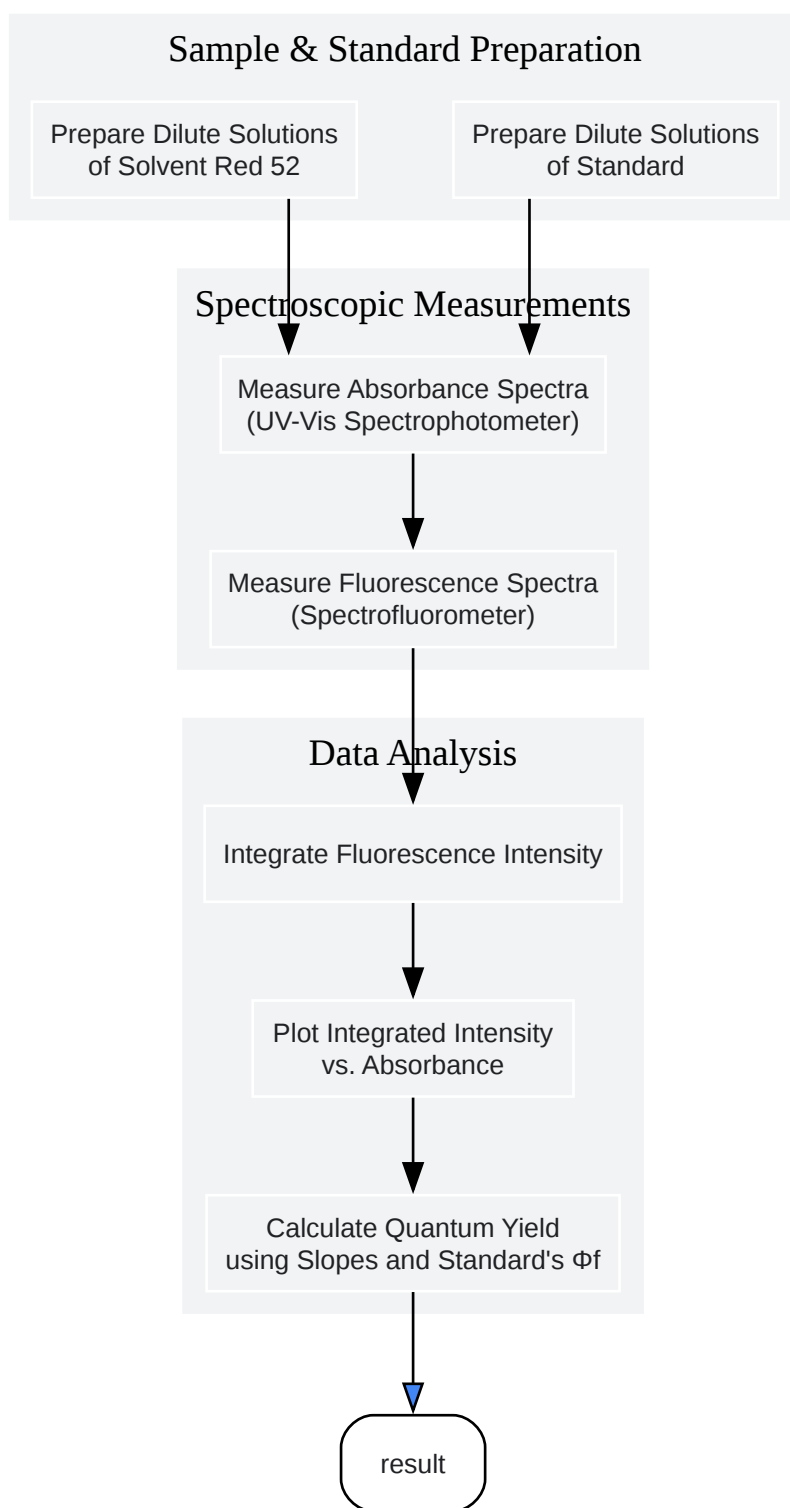 Sample & Standard Preparation
Prepare Dilute Solutions
of Solvent Red 52
Prepare Dilute Solutions
of Standard
Spectroscopic Measurements
Measure Absorbance Spectra
(UV-Vis Spectrophotometer)
Measure Fluorescence Spectra
(Spectrofluorometer)
Data Analysis
Integrate Fluorescence Intensity
Plot Integrated Intensity
vs. Absorbance
Calculate Quantum Yield
using Slopes and Standard's Φf
result